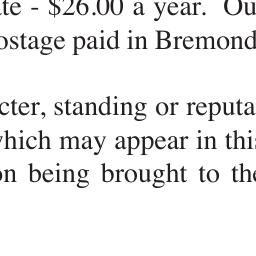 ate - $26.00 a year. Ou
ostage paid in Bremond
cter, standing or reputa
which may appear in this
on being brought to the